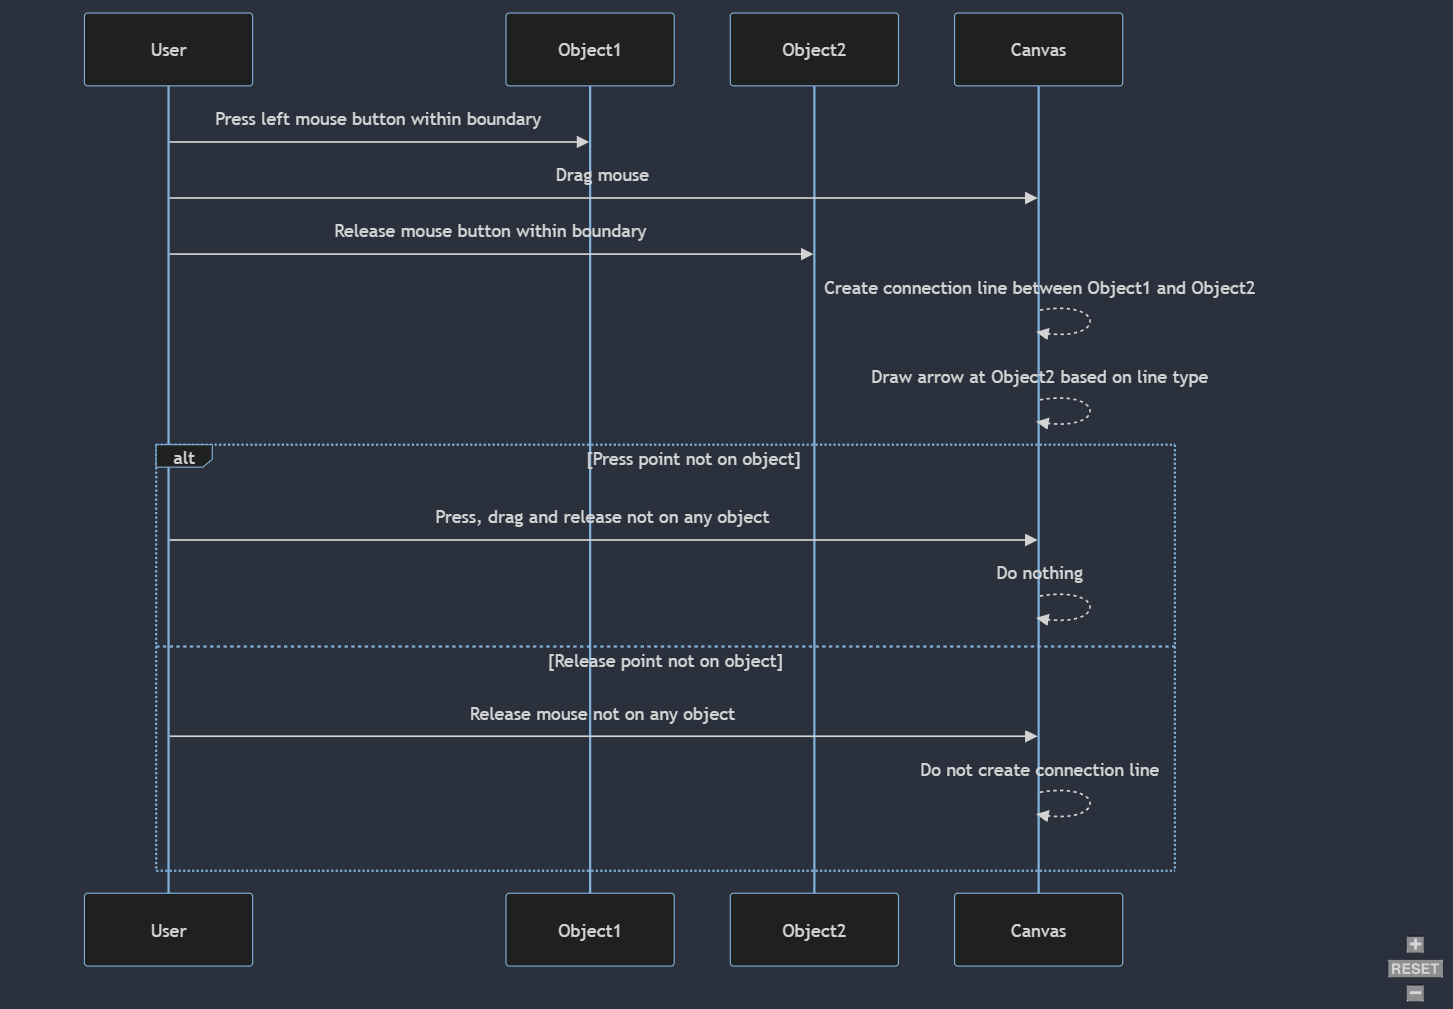 User
Object1
Object2
Canvas
Press left mouse button within boundary
Drag mouse
Release mouse button within boundary
Create connection line between Object1 and Object2
Draw arrow at Object2 based on line type
alt
[Press point not on object]
Press, drag and release not on any object
Do nothing
[Release point not on object]
Release mouse not on any object
Do not create connection line
User
Object1
Object2
Canvas
+
RESET
−